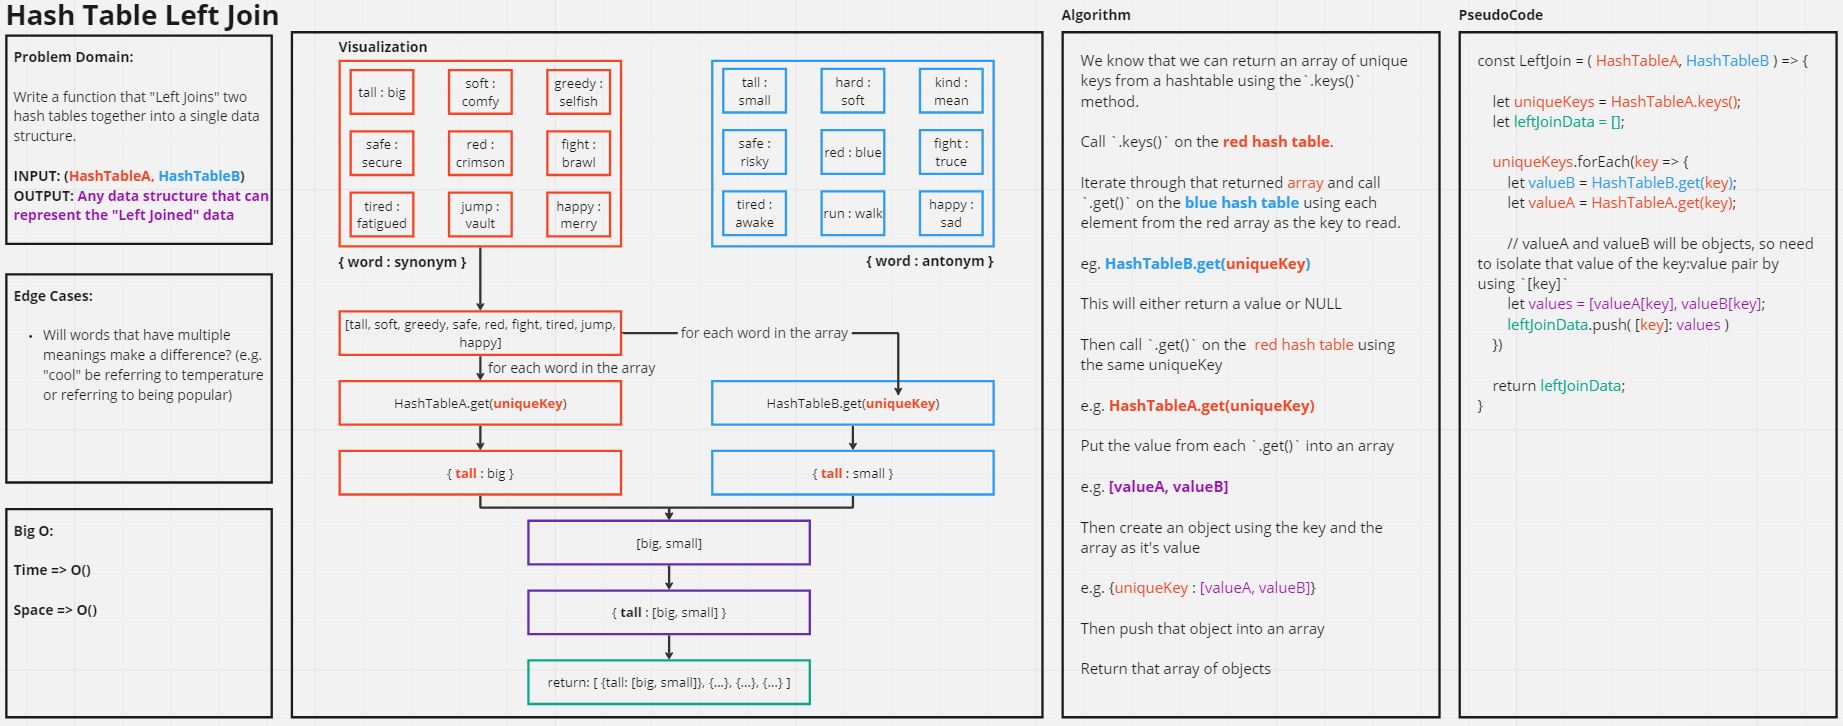 Hash Table Left Join
Problem Domain:
Write a function that "Left Joins" two
hash tables together into a single data
structure.
INPUT: (HashTableA, HashTableB)
OUTPUT: Any data structure that can
represent the "Left Joined" data
Edge Cases:
• Will words that have multiple
meanings make a difference? (e.g.
"cool" be referring to temperature
or referring to being popular)
Big O:
Time => O()
Space => O()
Visualization
tall : big
soft :
comfy
greedy :
selfish
safe :
secure
red :
crimson
fight :
brawl
tired :
fatigued
jump :
vault
happy :
merry
{ word : synonym }
tall :
small
hard :
soft
kind :
mean
safe :
risky
red : blue
fight :
truce
tired :
awake
run : walk
happy :
sad
{ word : antonym }
[tall, soft, greedy, safe, red, fight, tired, jump,
happy]
for each word in the array
for each word in the array
HashTableA.get(uniqueKey)
HashTableB.get(uniqueKey)
{ tall : big }
{ tall : small }
[big, small]
{ tall : [big, small] }
return: [ {tall: [big, small]}, {...}, {...}, {...} ]
Algorithm
We know that we can return an array of unique
keys from a hashtable using the`.keys()`
method.
Call `.keys()` on the red hash table.
Iterate through that returned array and call
`.get()` on the blue hash table using each
element from the red array as the key to read.
eg. HashTableB.get(uniqueKey)
This will either return a value or NULL
Then call `.get()` on the red hash table using
the same uniqueKey
e.g. HashTableA.get(uniqueKey)
Put the value from each `.get()` into an array
e.g. [valueA, valueB]
Then create an object using the key and the
array as it's value
e.g. {uniqueKey : [valueA, valueB]}
Then push that object into an array
Return that array of objects
PseudoCode
const LeftJoin = ( HashTableA, HashTableB ) => {
let uniqueKeys = HashTableA.keys();
let leftJoinData = [];
uniqueKeys.forEach(key => {
let valueB = HashTableB.get(key);
let valueA = HashTableA.get(key);
// valueA and valueB will be objects, so need
to isolate that value of the key:value pair by
using `[key]`
let values = [valueA[key], valueB[key];
leftJoinData.push( [key]: values )
})
return leftJoinData;
}